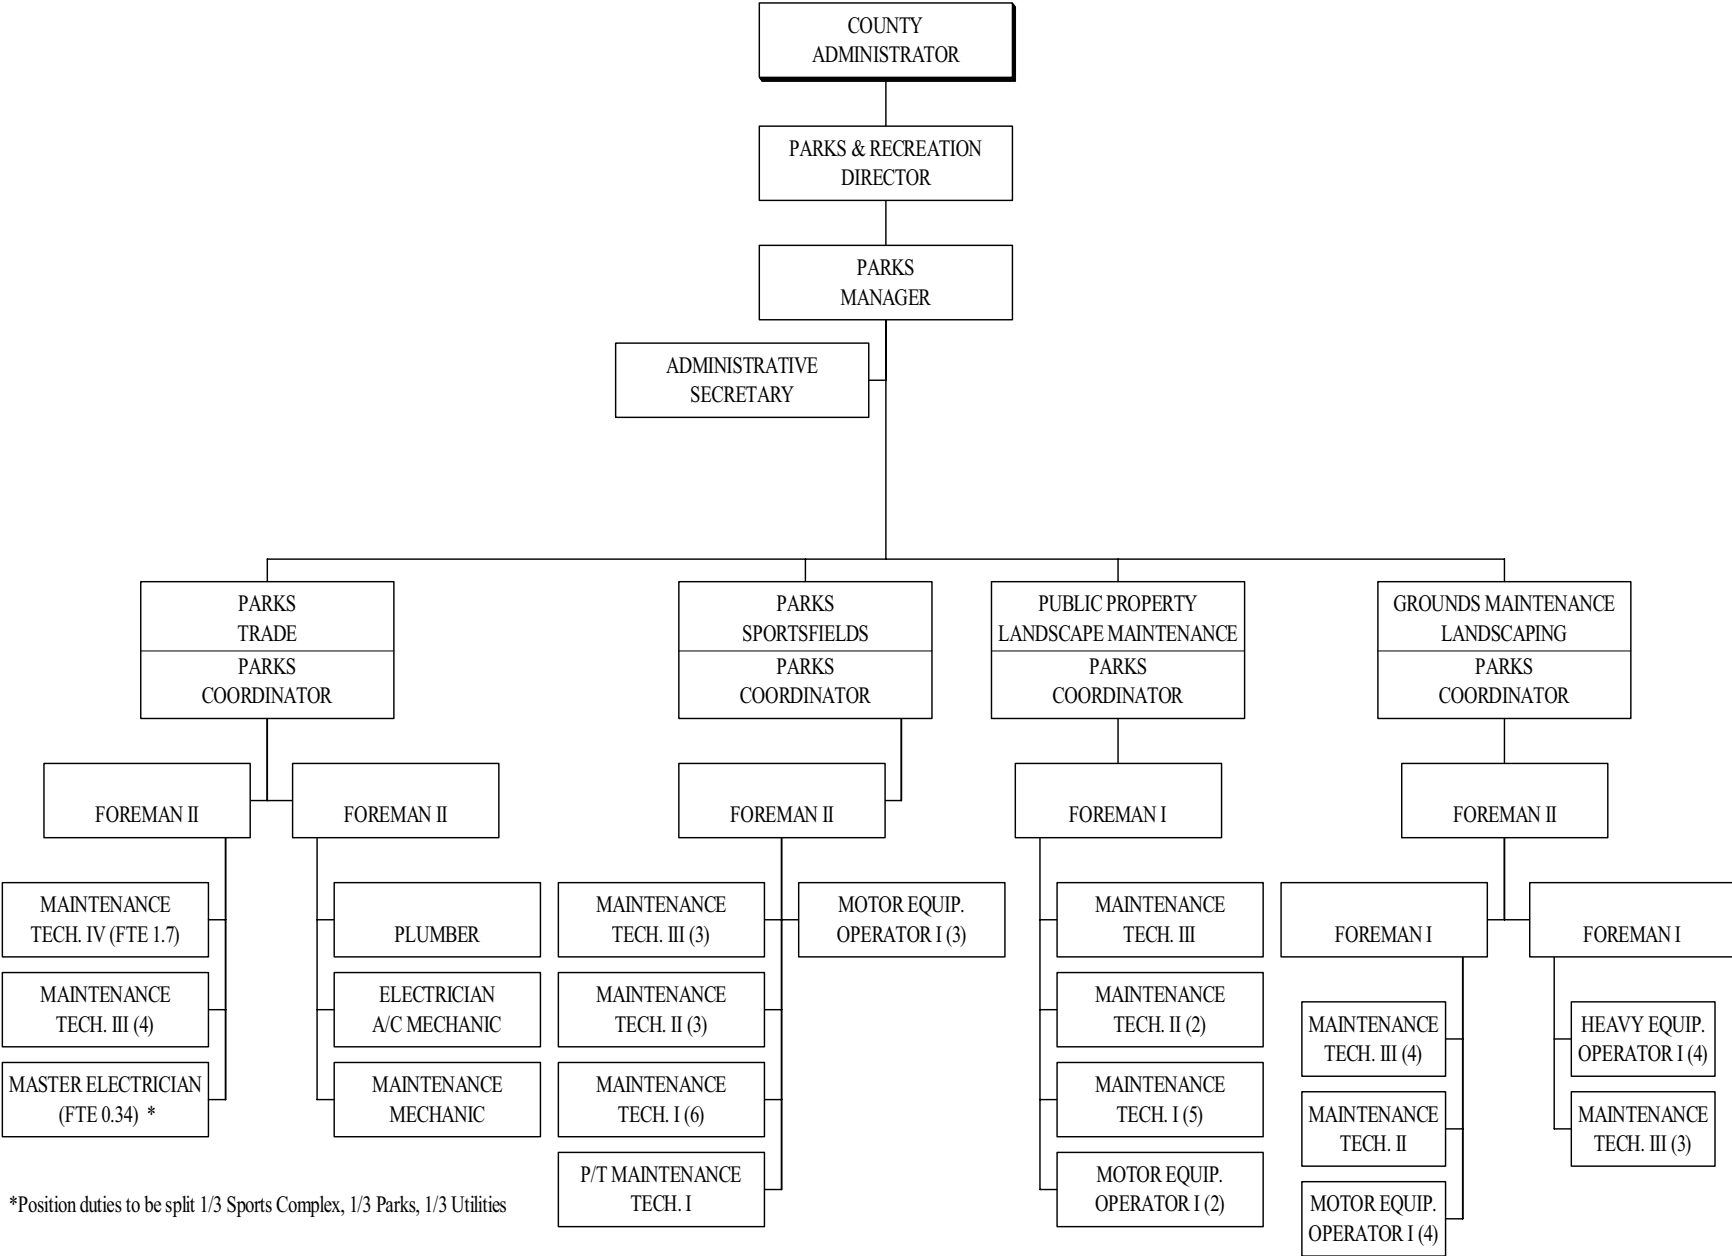 COUNTY
ADMINISTRATOR
PARKS & RECREATION
DIRECTOR
PARKS
MANAGER
ADMINISTRATIVE
SECRETARY
PARKS
TRADE
PARKS
COORDINATOR
PARKS
SPORTSFIELDS
PARKS
COORDINATOR
PUBLIC PROPERTY
LANDSCAPE MAINTENANCE
PARKS
COORDINATOR
GROUNDS MAINTENANCE
LANDSCAPING
PARKS
COORDINATOR
FOREMAN II
FOREMAN II
FOREMAN II
FOREMAN I
FOREMAN II
MAINTENANCE
TECH. IV (FTE 1.7)
MAINTENANCE
TECH. III (4)
MASTER ELECTRICIAN
(FTE 0.34) *
PLUMBER
ELECTRICIAN
A/C MECHANIC
MAINTENANCE
MECHANIC
MAINTENANCE
TECH. III (3)
MOTOR EQUIP.
OPERATOR I (3)
MAINTENANCE
TECH. II (3)
MAINTENANCE
TECH. I (6)
P/T MAINTENANCE
TECH. I
MAINTENANCE
TECH. III
MAINTENANCE
TECH. II (2)
MAINTENANCE
TECH. I (5)
MOTOR EQUIP.
OPERATOR I (2)
FOREMAN I
FOREMAN I
MAINTENANCE
TECH. III (4)
MAINTENANCE
TECH. II
MOTOR EQUIP.
OPERATOR I (4)
HEAVY EQUIP.
OPERATOR I (4)
MAINTENANCE
TECH. III (3)
*Position duties to be split 1/3 Sports Complex, 1/3 Parks, 1/3 Utilities